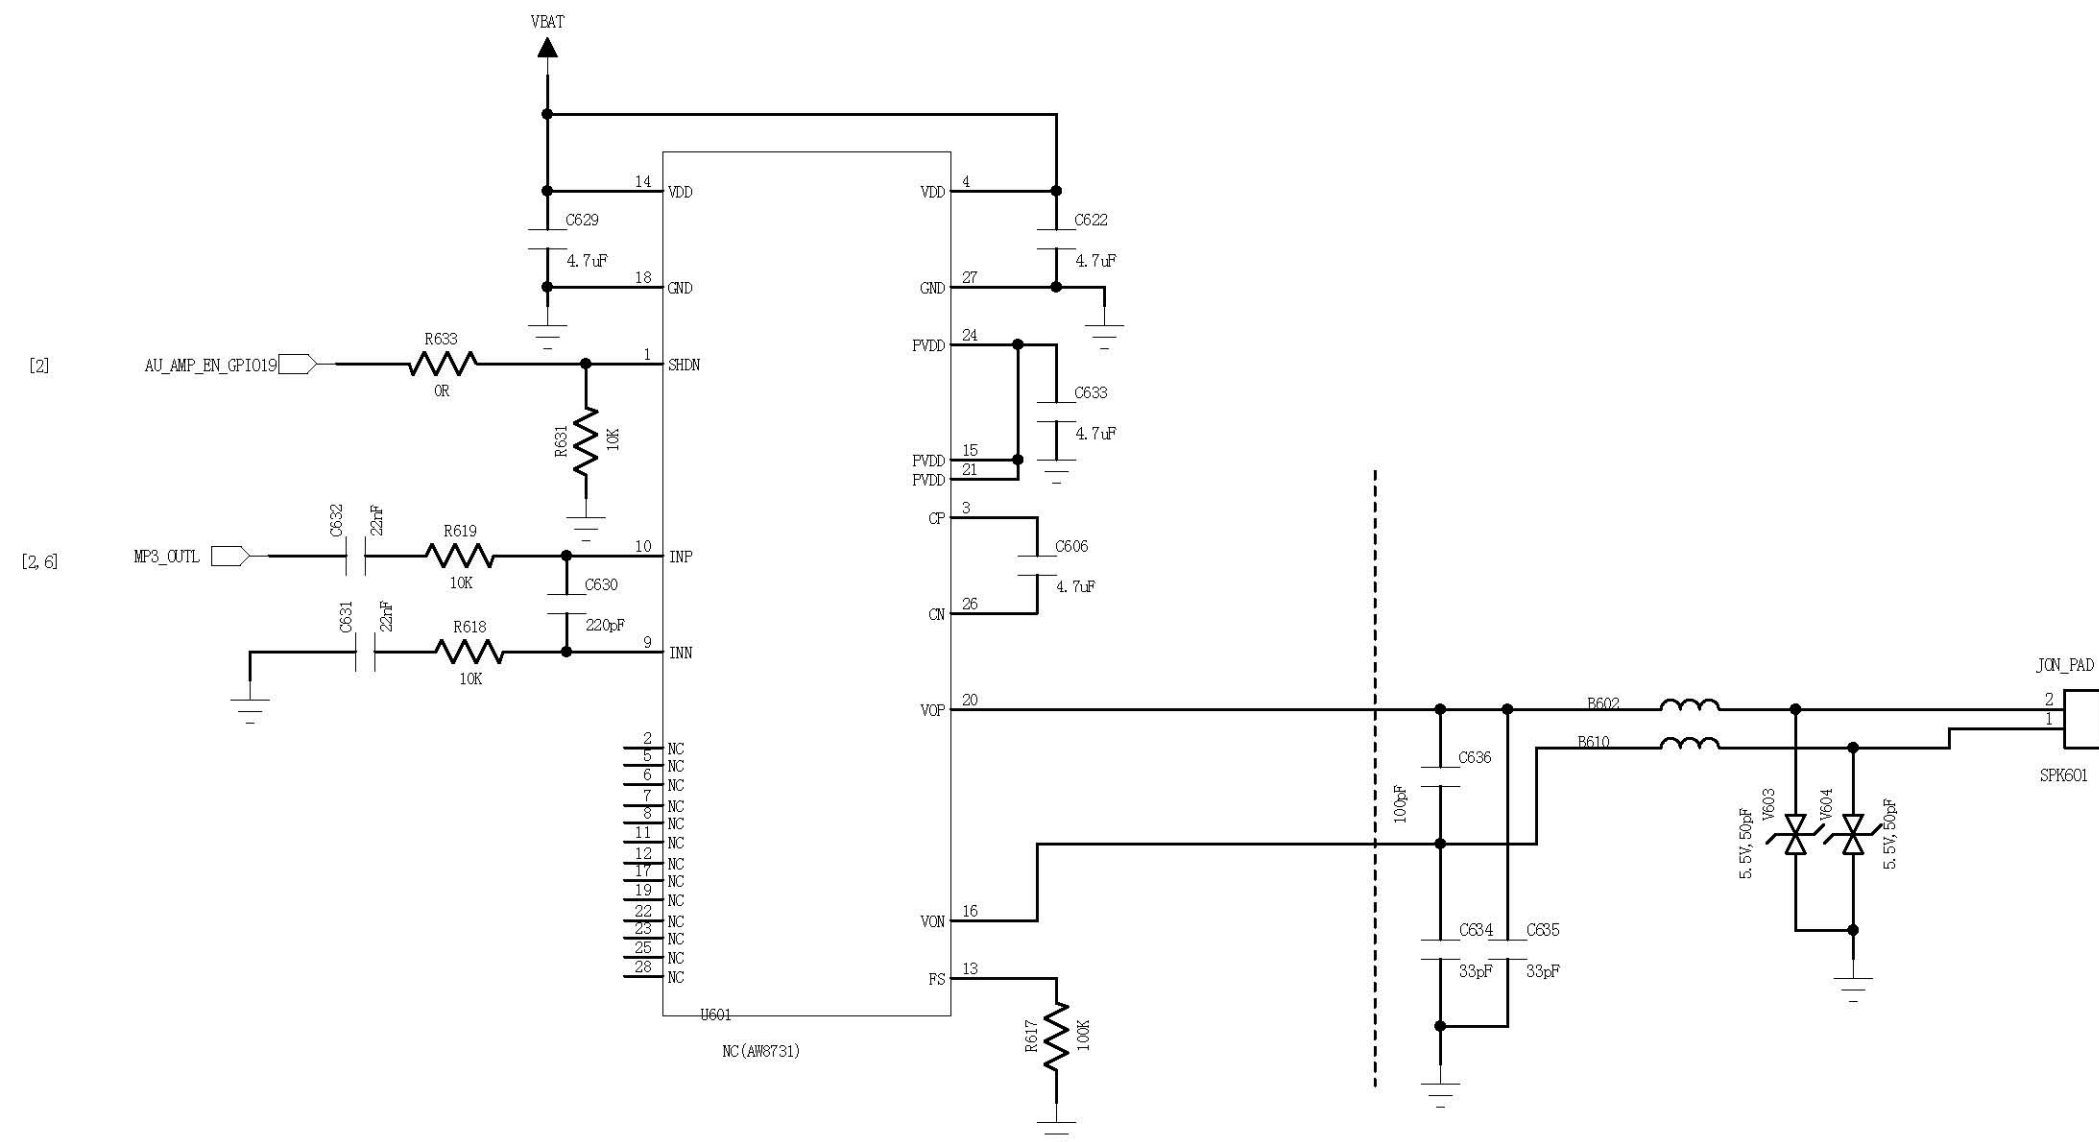 VBAT
14
VDD
VDD
4
C629
4.7uF
C622
4.7uF
18
GND
GND
27
[2]
AU_AMP_EN_GPIO19
R633
0R
1
SHDN
R631
10K
PVDD
24
C633
4.7uF
PVDD
15
PVDD
21
[2,6]
MP3_OUTL
C632
22nF
R619
10K
10
INP
C630
220pF
C631
22nF
R618
10K
9
INN
CP
3
C606
4.7uF
CN
26
VOP
20
2
NC
5
NC
6
NC
7
NC
8
NC
11
NC
12
NC
17
NC
19
NC
22
NC
23
NC
25
NC
28
NC
VON
16
FS
13
R617
100K
U601
NC(AW8731)
C636
100pF
C634
33pF
C635
33pF
B602
B610
V603
5.5V,50pF
V604
5.5V,50pF
JON_PAD
2
1
SPK601